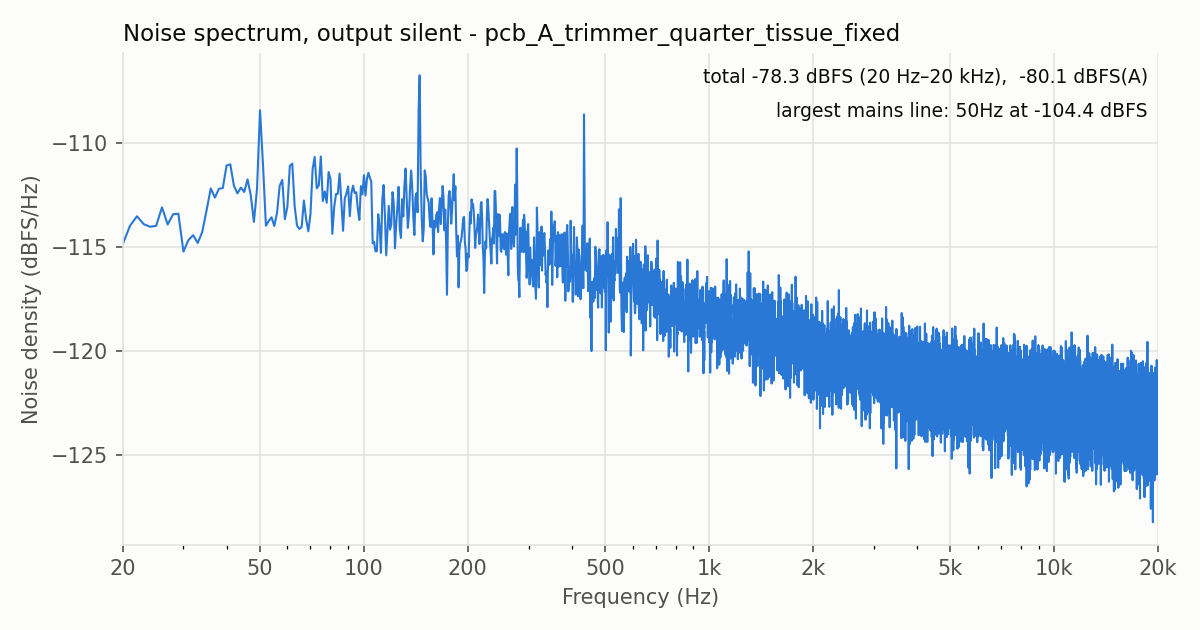 Noise spectrum, output silent - pcb_A_trimmer_quarter_tissue_fixed
total -78.3 dBFS (20 Hz–20 kHz),  -80.1 dBFS(A)
largest mains line: 50Hz at -104.4 dBFS
Noise density (dBFS/Hz)
−110
−115
−120
−125
20 50 100 200 500 1k 2k 5k 10k 20k
Frequency (Hz)